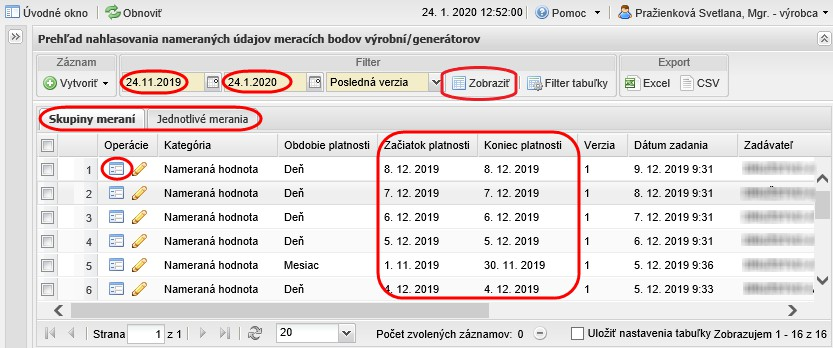 Úvodné okno Obnoviť 24. 1. 2020 12:52:00 Pomoc Pražienková Svetlana, Mgr. - výrobca
Prehľad nahlasovania nameraných údajov meracích bodov výrobní/generátorov
Záznam Filter Export
Vytvoriť 24.11.2019 24.1.2020 Posledná verzia Zobraziť Filter tabuľky Excel CSV
Skupiny meraní Jednotlivé merania
Operácie Kategória Obdobie platnosti Začiatok platnosti Koniec platnosti Verzia Dátum zadania Zadávateľ
1 Nameraná hodnota Deň 8. 12. 2019 8. 12. 2019 1 9. 12. 2019 9:31
2 Nameraná hodnota Deň 7. 12. 2019 7. 12. 2019 1 8. 12. 2019 9:31
3 Nameraná hodnota Deň 6. 12. 2019 6. 12. 2019 1 7. 12. 2019 9:31
4 Nameraná hodnota Deň 5. 12. 2019 5. 12. 2019 1 6. 12. 2019 9:31
5 Nameraná hodnota Mesiac 1. 11. 2019 30. 11. 2019 1 5. 12. 2019 9:36
6 Nameraná hodnota Deň 4. 12. 2019 4. 12. 2019 1 5. 12. 2019 9:33
Strana 1 z 1 20 Počet zvolených záznamov: 0 Uložiť nastavenia tabuľky Zobrazujem 1 - 16 z 16